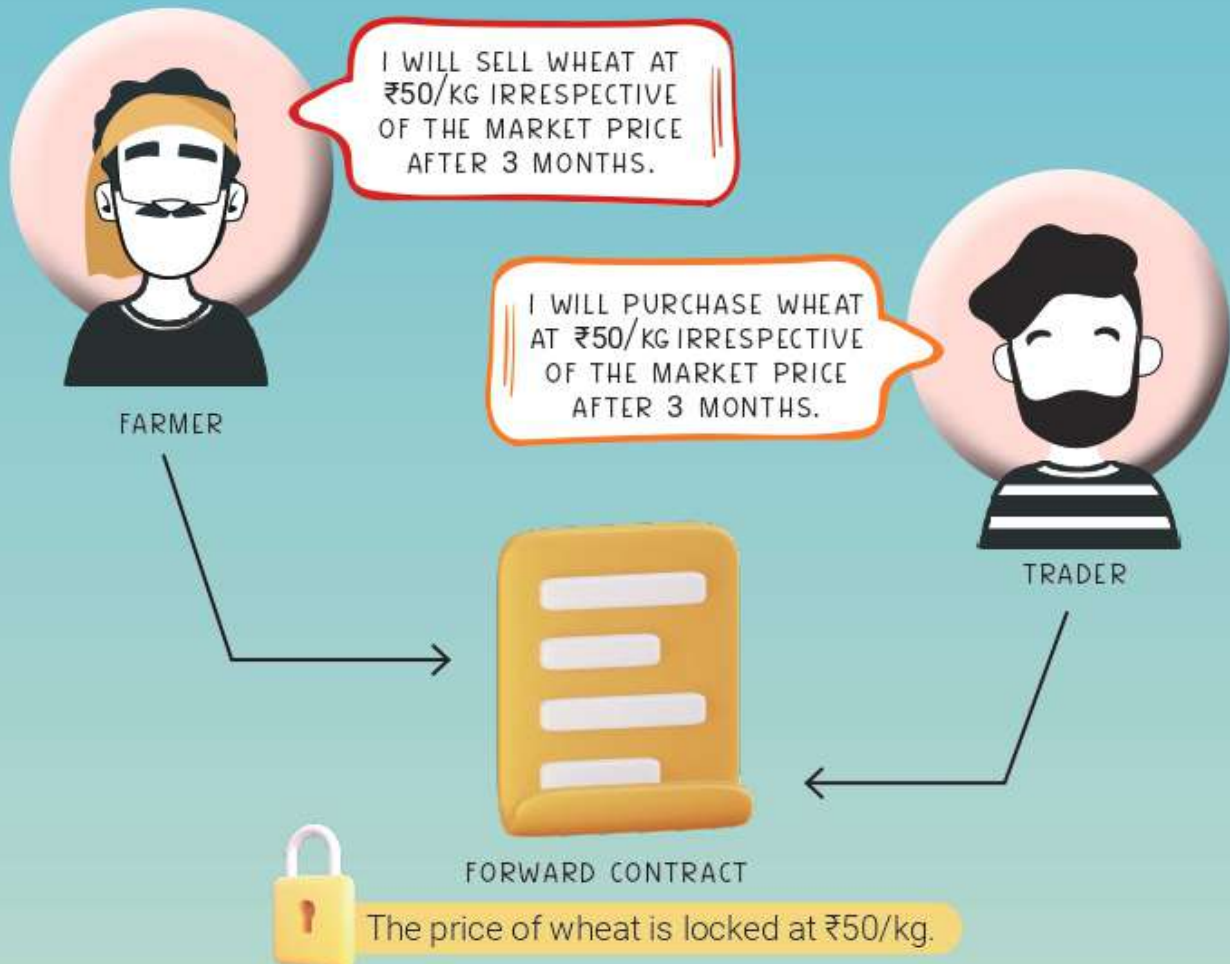 I WILL SELL WHEAT AT
₹50/KG IRRESPECTIVE
OF THE MARKET PRICE
AFTER 3 MONTHS.
FARMER
I WILL PURCHASE WHEAT
AT ₹50/KG IRRESPECTIVE
OF THE MARKET PRICE
AFTER 3 MONTHS.
TRADER
FORWARD CONTRACT
The price of wheat is locked at ₹50/kg.